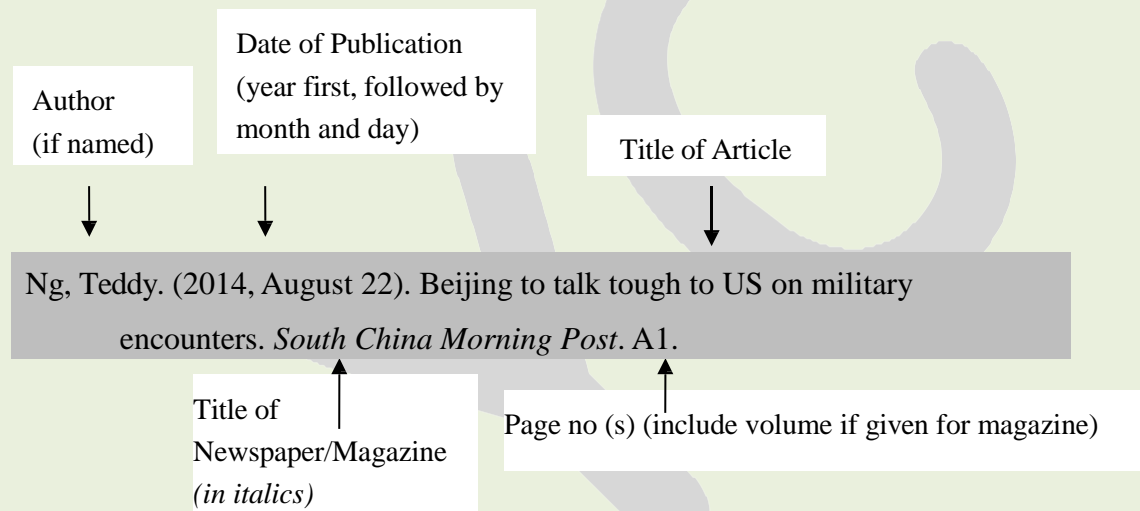 Date of Publication
(year first, followed by
month and day)
Author
(if named)
Title of Article
Ng, Teddy. (2014, August 22). Beijing to talk tough to US on military
encounters. South China Morning Post. A1.
Title of
Newspaper/Magazine
(in italics)
Page no (s) (include volume if given for magazine)